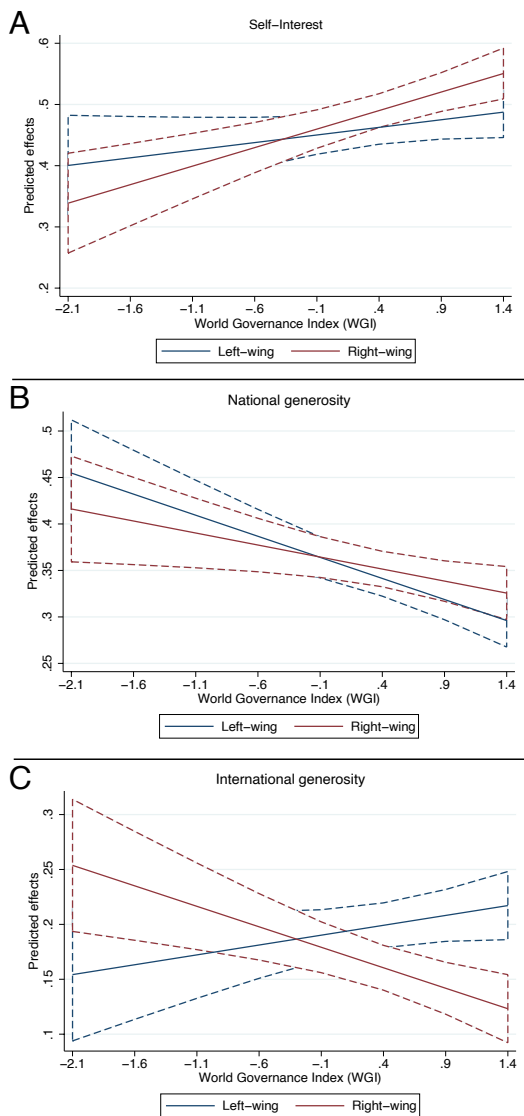 A
Self-Interest
.6
.5
.4
.3
.2
Predicted effects
−2.1 −1.6 −1.1 −.6 −.1 .4 .9 1.4
World Governance Index (WGI)
Left−wing Right−wing
B
National generosity
.5
.45
.4
.35
.3
.25
Predicted effects
−2.1 −1.6 −1.1 −.6 −.1 .4 .9 1.4
World Governance Index (WGI)
Left−wing Right−wing
C
International generosity
.3
.25
.2
.15
.1
Predicted effects
−2.1 −1.6 −1.1 −.6 −.1 .4 .9 1.4
World Governance Index (WGI)
Left−wing Right−wing